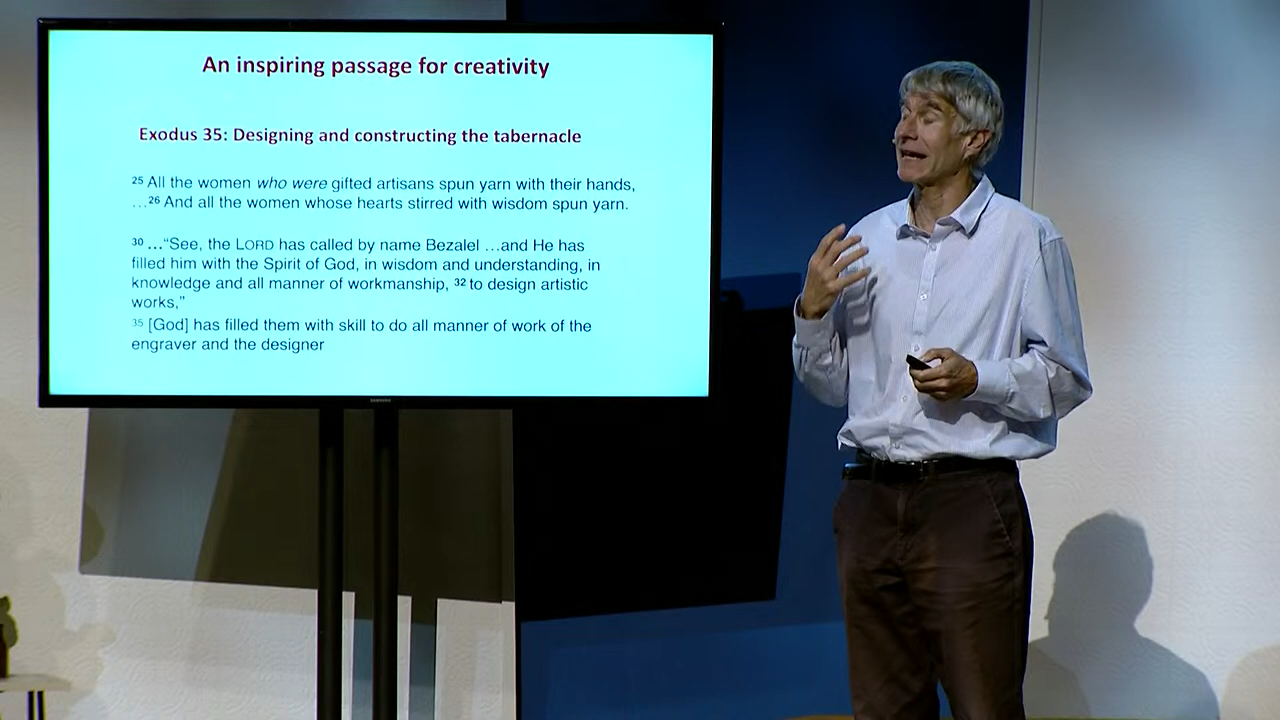 An inspiring passage for creativity
Exodus 35: Designing and constructing the tabernacle
25 All the women who were gifted artisans spun yarn with their hands,
…26 And all the women whose hearts stirred with wisdom spun yarn.
30 …“See, the LORD has called by name Bezalel …and He has
filled him with the Spirit of God, in wisdom and understanding, in
knowledge and all manner of workmanship, 32 to design artistic
works,”
35 [God] has filled them with skill to do all manner of work of the
engraver and the designer
SAMSUNG